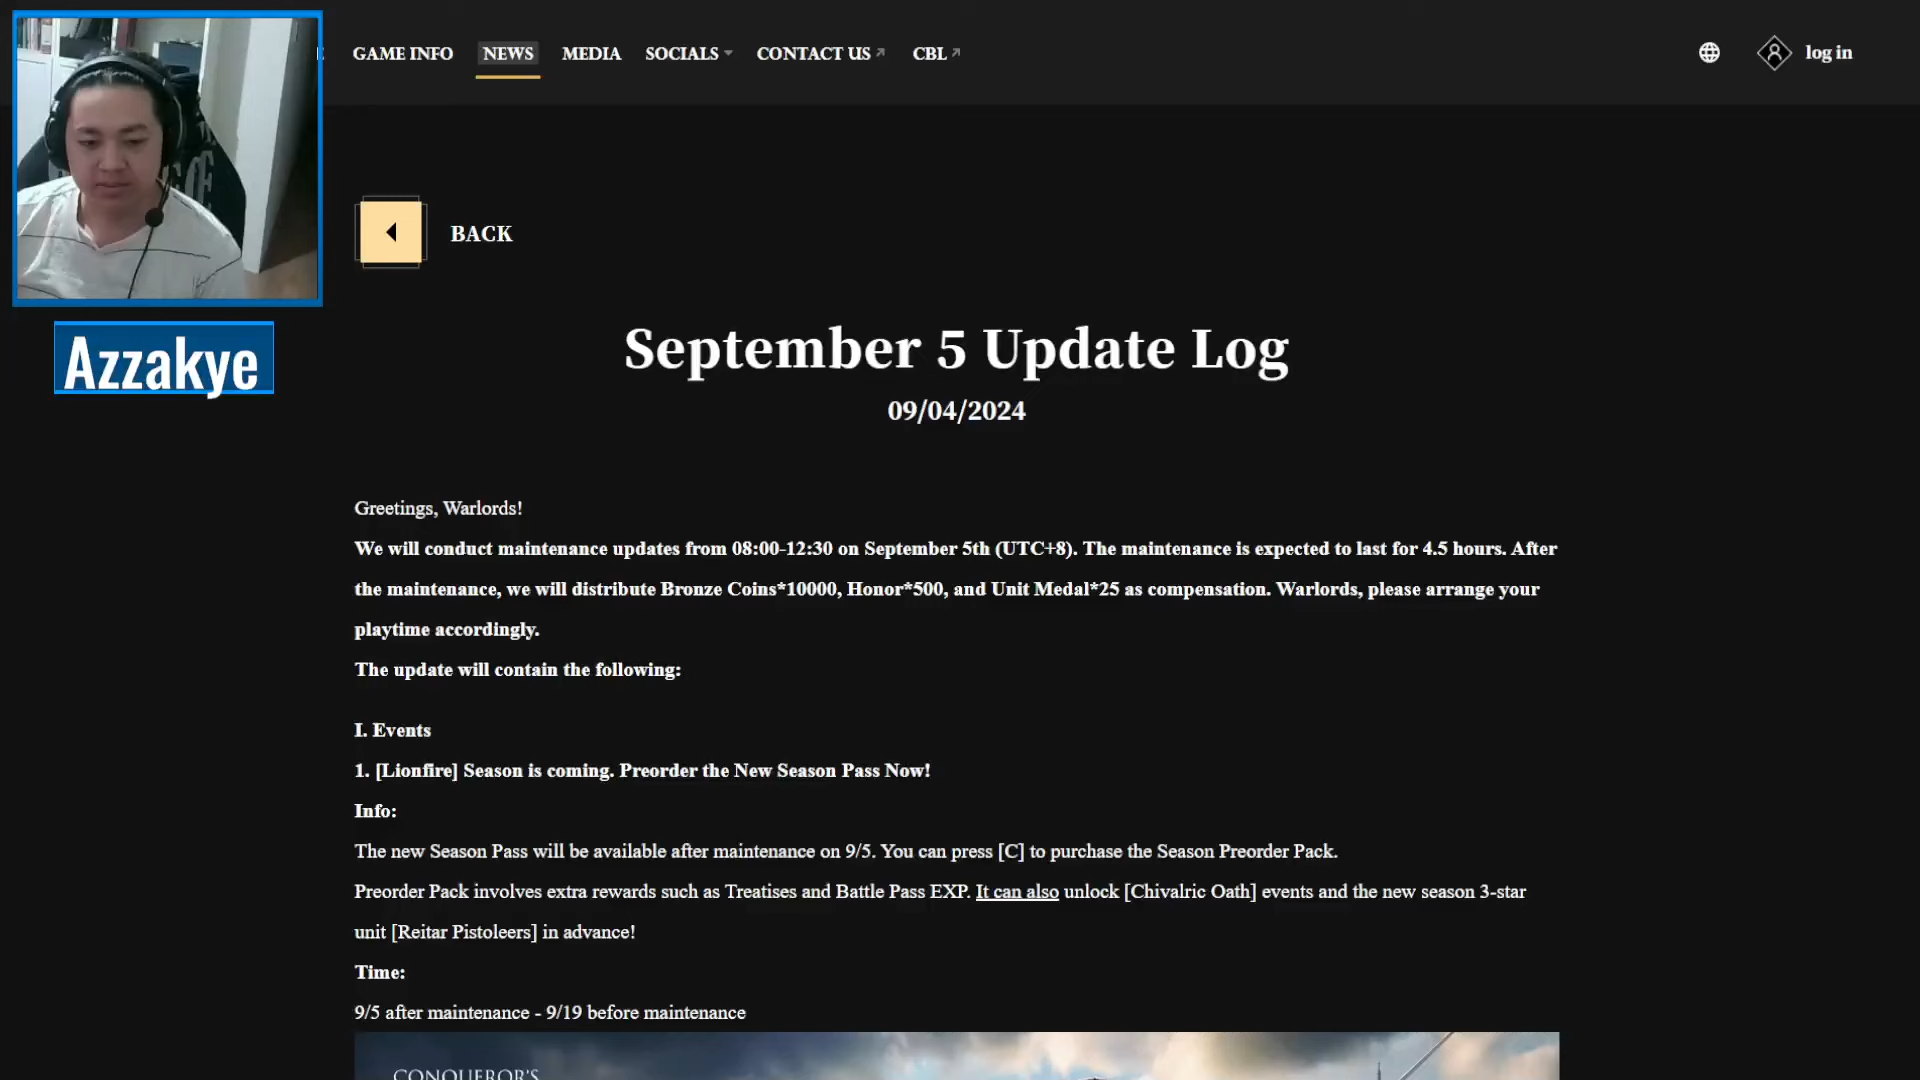 GAME INFO NEWS MEDIA SOCIALS CONTACT US CBL log in
BACK
Azzakye
September 5 Update Log
09/04/2024
Greetings, Warlords!
We will conduct maintenance updates from 08:00-12:30 on September 5th (UTC+8). The maintenance is expected to last for 4.5 hours. After
the maintenance, we will distribute Bronze Coins*10000, Honor*500, and Unit Medal*25 as compensation. Warlords, please arrange your
playtime accordingly.
The update will contain the following:
I. Events
1. [Lionfire] Season is coming. Preorder the New Season Pass Now!
Info:
The new Season Pass will be available after maintenance on 9/5. You can press [C] to purchase the Season Preorder Pack.
Preorder Pack involves extra rewards such as Treatises and Battle Pass EXP. It can also unlock [Chivalric Oath] events and the new season 3-star
unit [Reitar Pistoleers] in advance!
Time:
9/5 after maintenance - 9/19 before maintenance
CONQUEROR'S